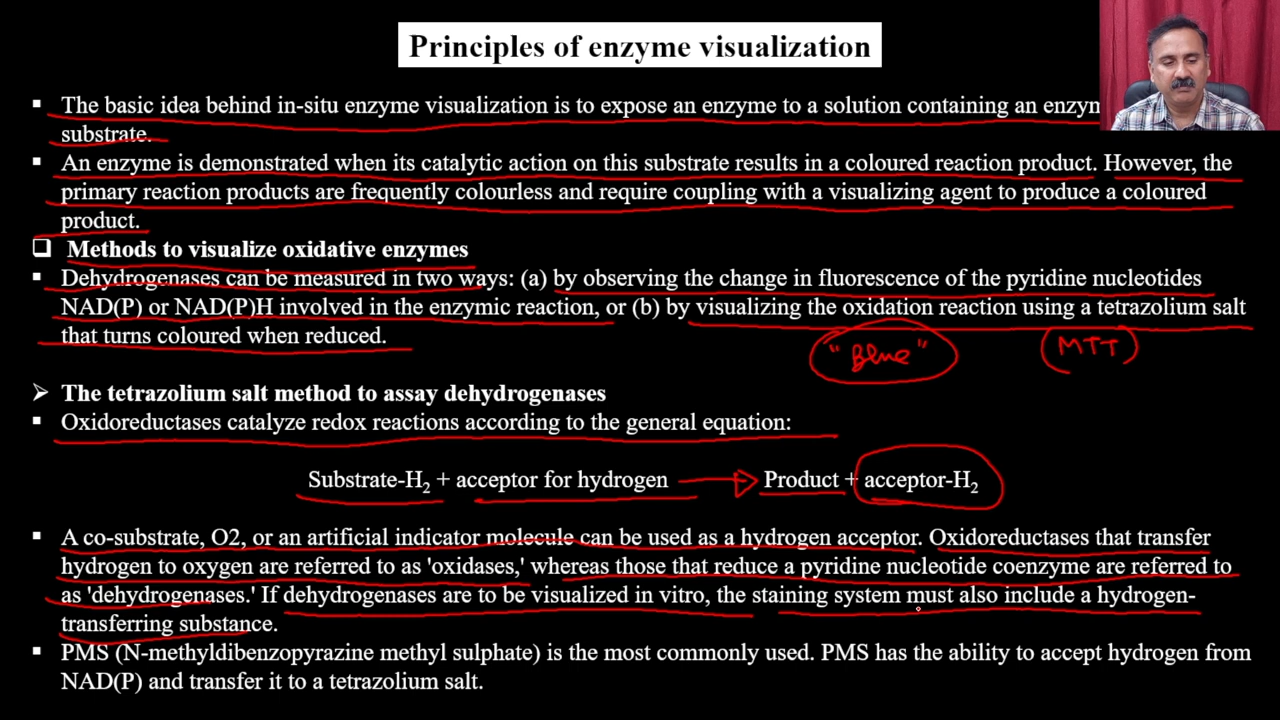 Principles of enzyme visualization
▪ The basic idea behind in-situ enzyme visualization is to expose an enzyme to a solution containing an
substrate.
▪ An enzyme is demonstrated when its catalytic action on this substrate results in a coloured reaction product. However, the
primary reaction products are frequently colourless and require coupling with a visualizing agent to produce a coloured
product.
❑ Methods to visualize oxidative enzymes
▪ Dehydrogenases can be measured in two ways: (a) by observing the change in fluorescence of the pyridine nucleotides
NAD(P) or NAD(P)H involved in the enzymic reaction, or (b) by visualizing the oxidation reaction using a tetrazolium salt
that turns coloured when reduced.
"Blue" MTT
➢ The tetrazolium salt method to assay dehydrogenases
▪ Oxidoreductases catalyze redox reactions according to the general equation:
Substrate-H₂ + acceptor for hydrogen → Product + acceptor-H₂
▪ A co-substrate, O2, or an artificial indicator molecule can be used as a hydrogen acceptor. Oxidoreductases that transfer
hydrogen to oxygen are referred to as 'oxidases,' whereas those that reduce a pyridine nucleotide coenzyme are referred to
as 'dehydrogenases.' If dehydrogenases are to be visualized in vitro, the staining system must also include a hydrogen-
transferring substance.
▪ PMS (N-methyldibenzopyrazine methyl sulphate) is the most commonly used. PMS has the ability to accept hydrogen from
NAD(P) and transfer it to a tetrazolium salt.